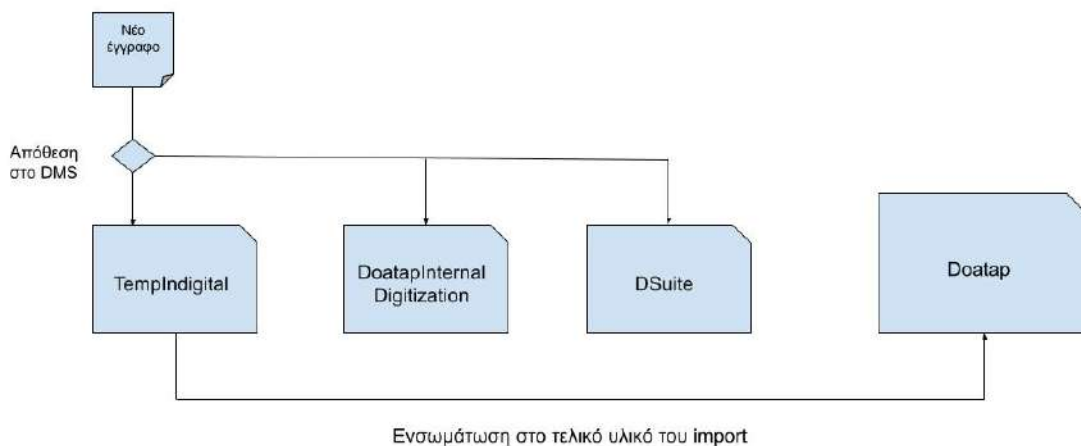 Νέο
έγγραφο
Απόθεση
στο DMS
TempIndigital
DoatapInternal
Digitization
DSuite
Doatap
Ενσωμάτωση στο τελικό υλικό του import